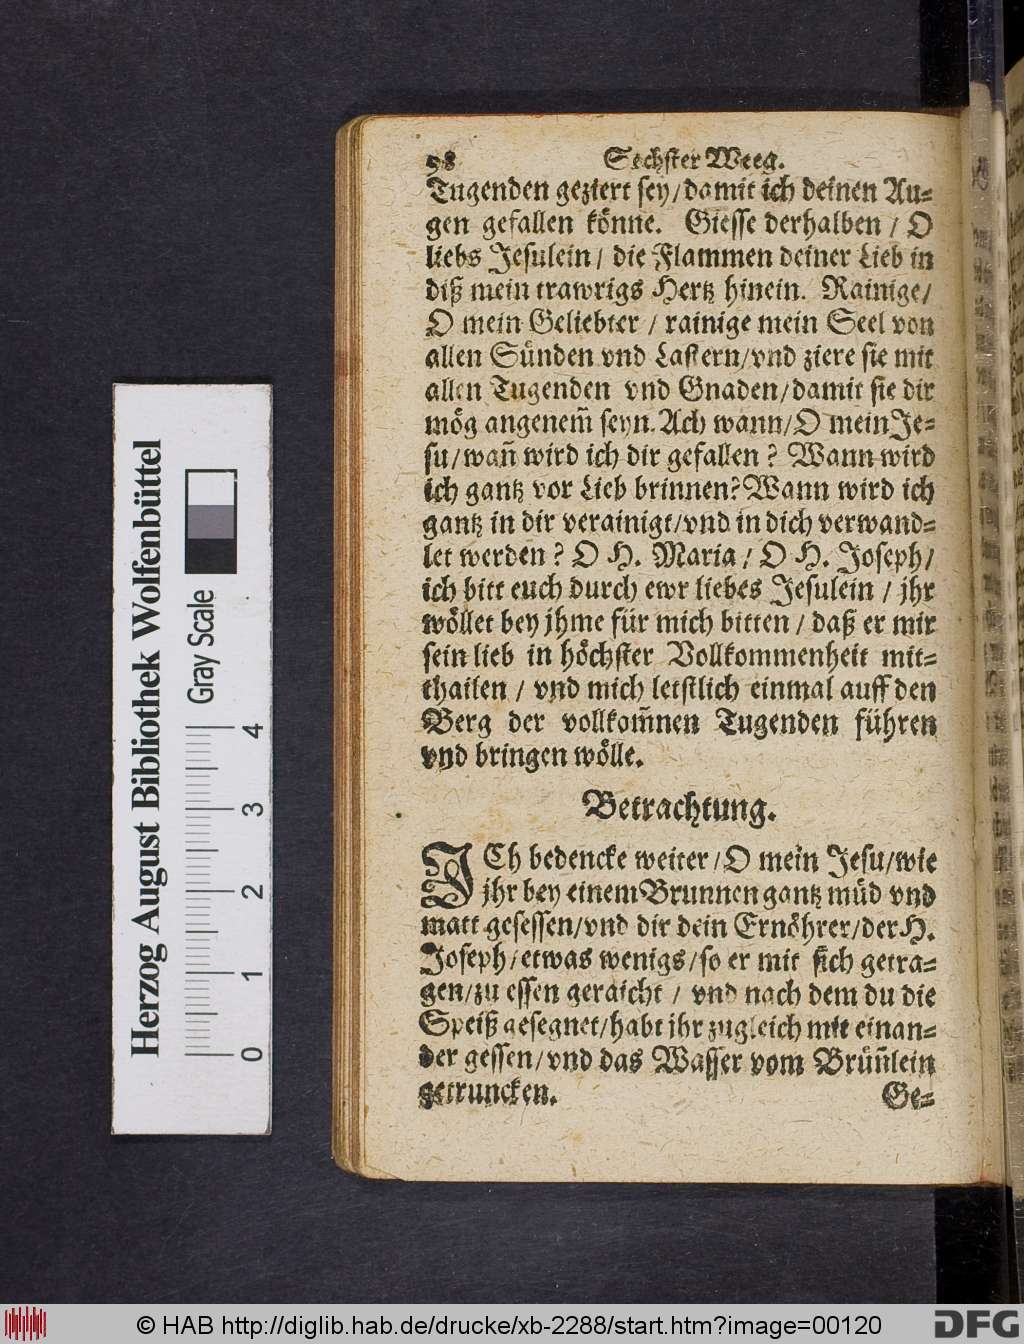 98 Sechster Weeg.
Tugenden geziert sey/damit ich deinen Au-
gen gefallen könne. Giesse derhalben / O
liebs Jesulein / die Flammen deiner Lieb in
diß mein trawrigs Hertz hinein. Rainige/
O mein Geliebter / rainige mein Seel von
allen Sünden vnd Lastern/vnd ziere sie mit
allen Tugenden vnd Gnaden/damit sie dir
mög angenem̃ seyn. Ach wann/O mein Je-
su/wañ wird ich dir gefallen ? Wann wird
ich gantz vor Lieb brinnen? Wann wird ich
gantz in dir verainigt/vnd in dich verwand-
let werden ? O H. Maria / O H. Joseph/
ich bitt euch durch ewr liebes Jesulein / jhr
wöllet bey jhme für mich bitten / daß er mir
sein lieb in höchster Vollkommenheit mit-
thailen / vnd mich letstlich einmal auff den
Berg der vollkom̃nen Tugenden führen
vnd bringen wölle.
Betrachtung.
JCh bedencke weiter/O mein Jesu/wie
jhr bey einem Brunnen gantz müd vnd
matt gesessen/vnd dir dein Ernöhrer/der H.
Joseph/etwas wenigs/so er mit sich getra-
gen/zu essen geraicht / vnd nach dem du die
Speiß gesegnet/habt jhr zugleich mit einan-
der gessen/vnd das Wasser vom Brüñlein
getruncken. Ge-
Herzog August Bibliothek Wolfenbüttel
Gray Scale
0 1 2 3 4
© HAB http://diglib.hab.de/drucke/xb-2288/start.htm?image=00120
DFG